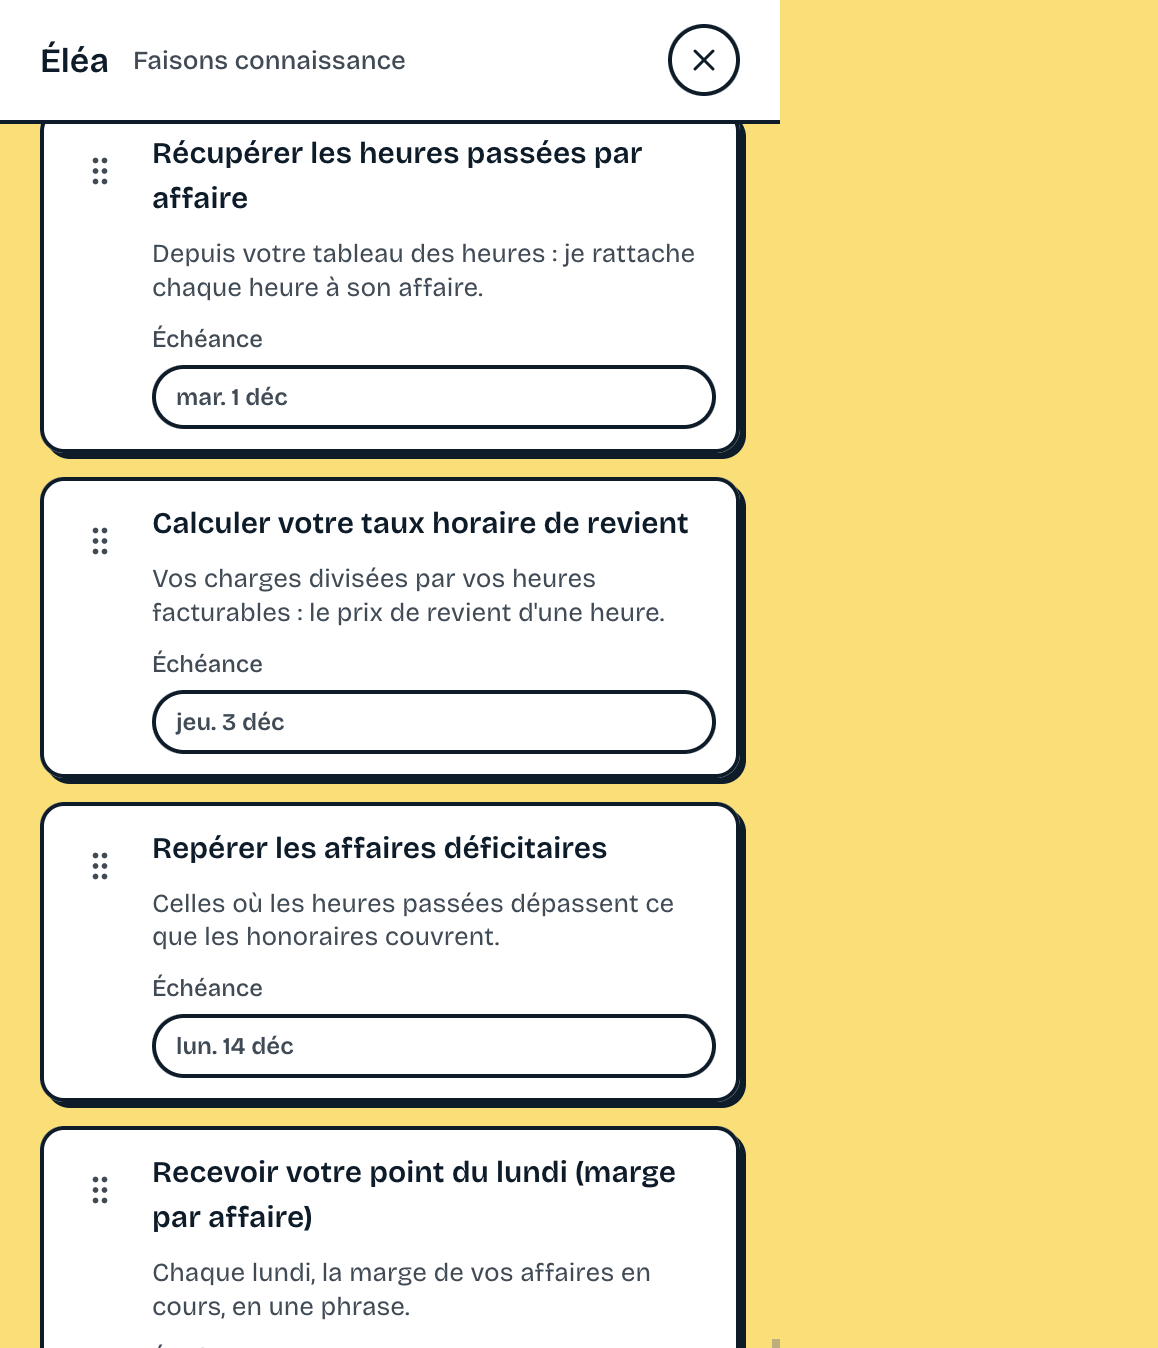 Éléa Faisons connaissance
Récupérer les heures passées par
affaire
Depuis votre tableau des heures : je rattache
chaque heure à son affaire.
Échéance
mar. 1 déc
Calculer votre taux horaire de revient
Vos charges divisées par vos heures
facturables : le prix de revient d'une heure.
Échéance
jeu. 3 déc
Repérer les affaires déficitaires
Celles où les heures passées dépassent ce
que les honoraires couvrent.
Échéance
lun. 14 déc
Recevoir votre point du lundi (marge
par affaire)
Chaque lundi, la marge de vos affaires en
cours, en une phrase.